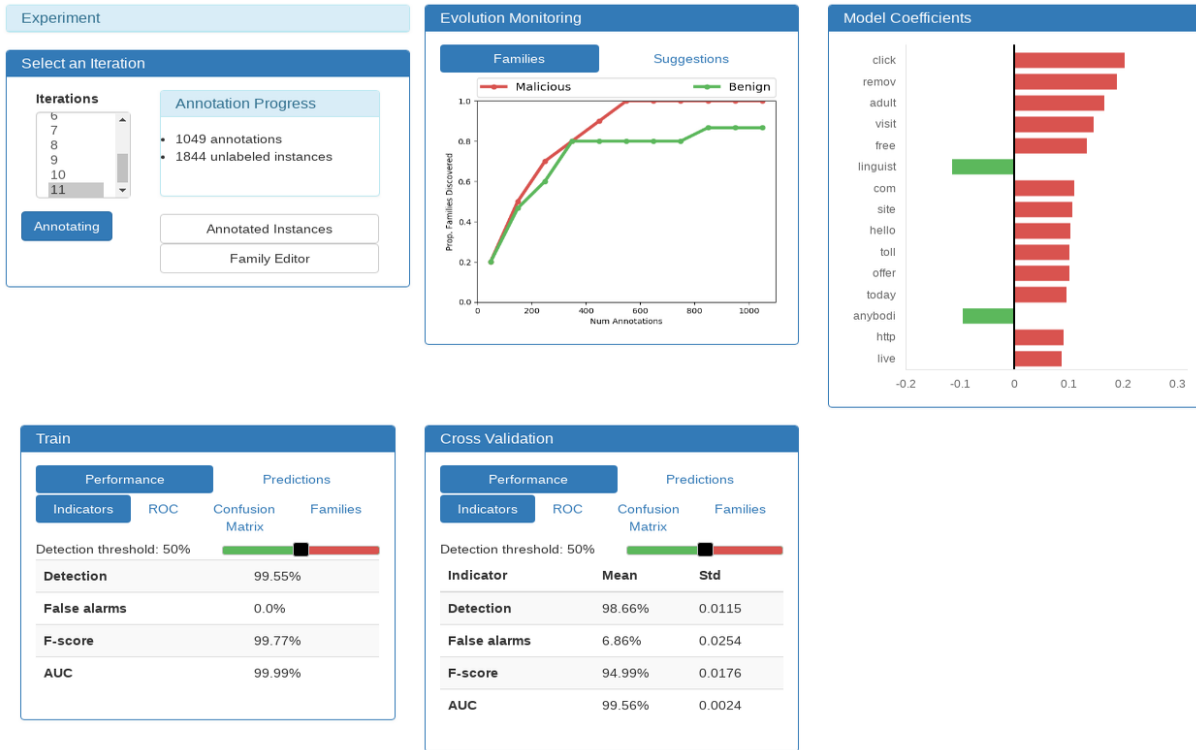 Experiment
Select an Iteration
Iterations
6
7
8
9
10
11
Annotating
Annotation Progress
1049 annotations
1844 unlabeled instances
Annotated Instances
Family Editor
Evolution Monitoring
Families Suggestions
Malicious Benign
Prop. Families Discovered
1.0
0.8
0.6
0.4
0.2
0.0
0 200 400 600 800 1000
Num Annotations
Model Coefficients
click
remov
adult
visit
free
linguist
com
site
hello
toll
offer
today
anybodi
http
live
-0.2 -0.1 0 0.1 0.2 0.3
Train
Performance Predictions
Indicators ROC Confusion Families
Matrix
Detection threshold: 50%
Detection 99.55%
False alarms 0.0%
F-score 99.77%
AUC 99.99%
Cross Validation
Performance Predictions
Indicators ROC Confusion Families
Matrix
Detection threshold: 50%
Indicator Mean Std
Detection 98.66% 0.0115
False alarms 6.86% 0.0254
F-score 94.99% 0.0176
AUC 99.56% 0.0024